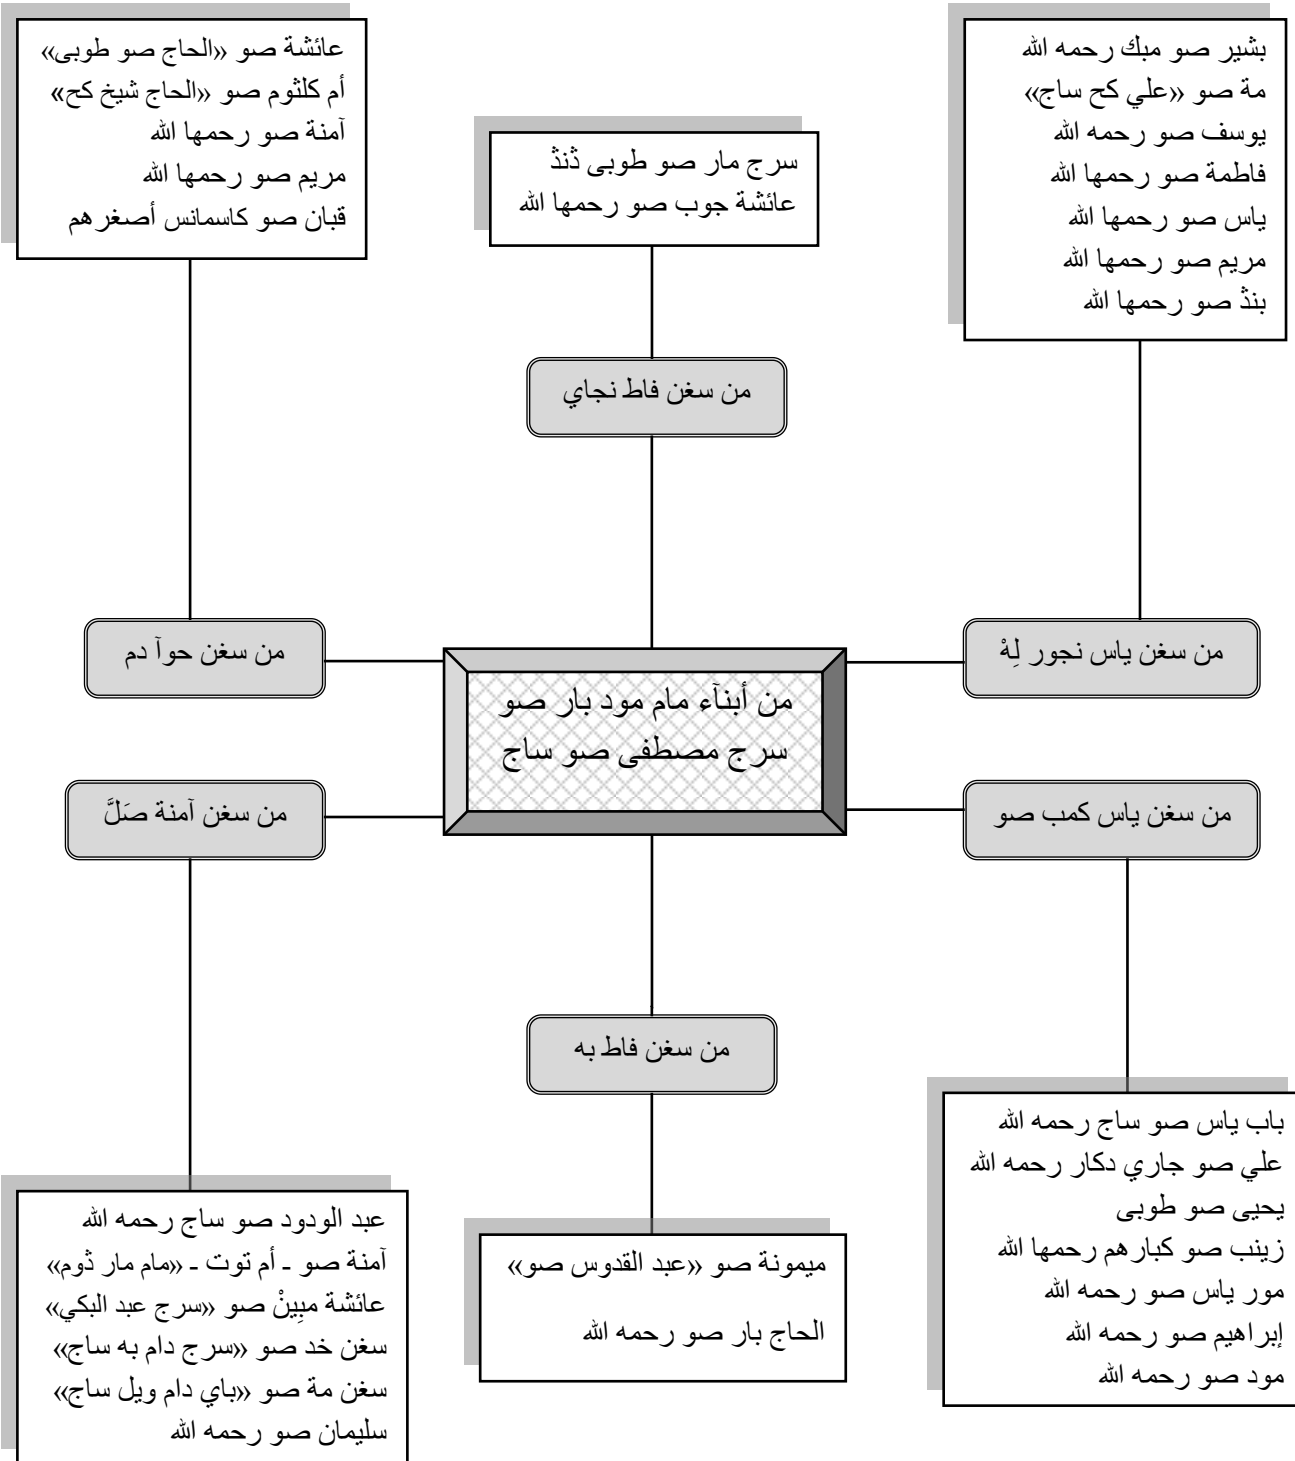 بشير صو مبك رحمه الله
مة صو «علي كح ساج»
يوسف صو رحمه الله
فاطمة صو رحمها الله
ياس صو رحمها الله
مريم صو رحمها الله
بنڎ صو رحمها الله
سرج مار صو طوبى ڎنڎ
عائشة جوب صو رحمها الله
عائشة صو «الحاج صو طوبى»
أم كلثوم صو «الحاج شيخ كح»
آمنة صو رحمها الله
مريم صو رحمها الله
قبان صو كاسمانس أصغرهم
من سغن فاط نجاي
من سغن ياس نجور لِهْ
من سغن حوآ دم
من أبنآء مام مود بار صو
سرج مصطفى صو ساج
من سغن ياس كمب صو
من سغن آمنة صَلَّ
من سغن فاط به
باب ياس صو ساج رحمه الله
علي صو جاري دكار رحمه الله
يحيى صو طوبى
زينب صو كبارهم رحمها الله
مور ياس صو رحمه الله
إبراهيم صو رحمه الله
مود صو رحمه الله
ميمونة صو «عبد القدوس صو»
الحاج بار صو رحمه الله
عبد الودود صو ساج رحمه الله
آمنة صو ـ أم توت ـ «مام مار ڎوم»
عائشة مبِينْ صو «سرج عبد البكي»
سغن خد صو «سرج دام به ساج»
سغن مة صو «باي دام ويل ساج»
سليمان صو رحمه الله